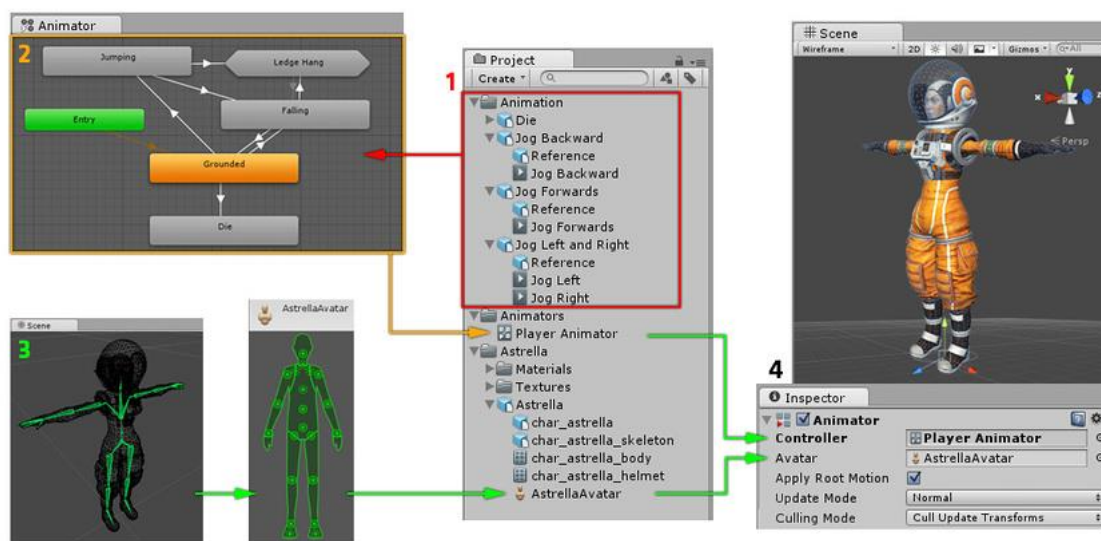 Animator
2
Jumping
Ledge Hang
Falling
Entry
Grounded
Die
1
Project
Create
Animation
Die
Jog Backward
Reference
Jog Backward
Jog Forwards
Reference
Jog Forwards
Jog Left and Right
Reference
Jog Left
Jog Right
Animators
Player Animator
Astrella
Materials
Textures
Astrella
char_astrella
char_astrella_skeleton
char_astrella_body
char_astrella_helmet
AstrellaAvatar
Scene
3
AstrellaAvatar
Scene
Wireframe 2D Gizmos All
y
x z
Persp
4
Inspector
Animator
Controller Player Animator
Avatar AstrellaAvatar
Apply Root Motion
Update Mode Normal
Culling Mode Cull Update Transforms